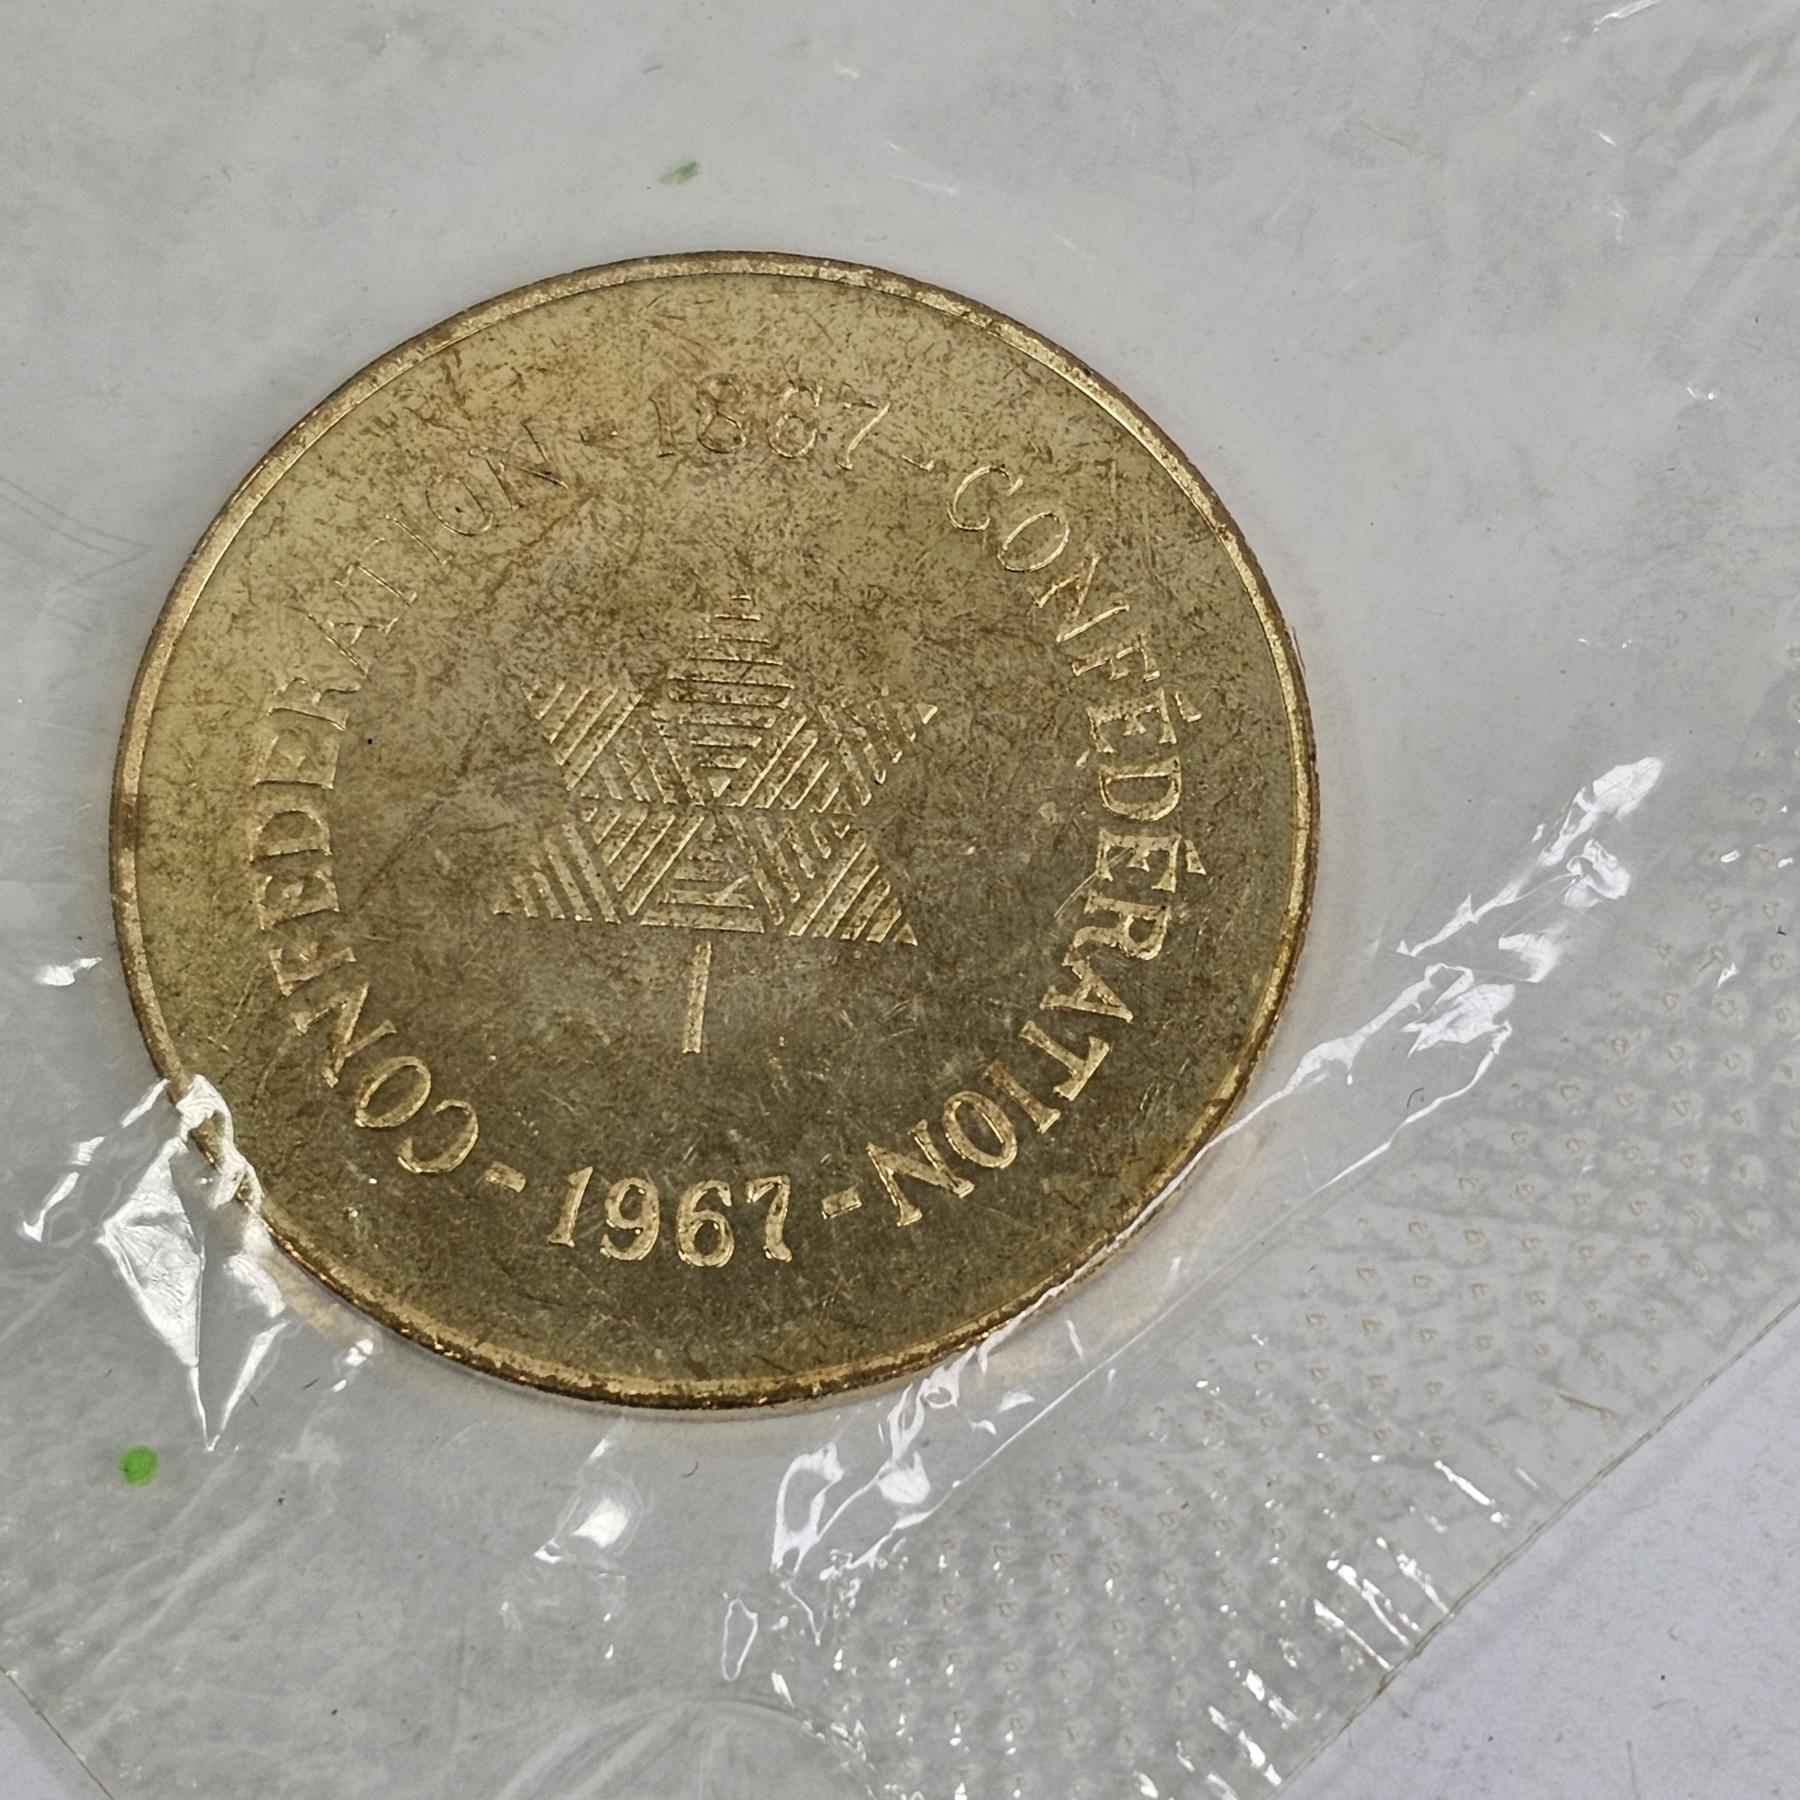 CONFEDERATION - 1867 - CONFÉDÉRATION
- 1967 -